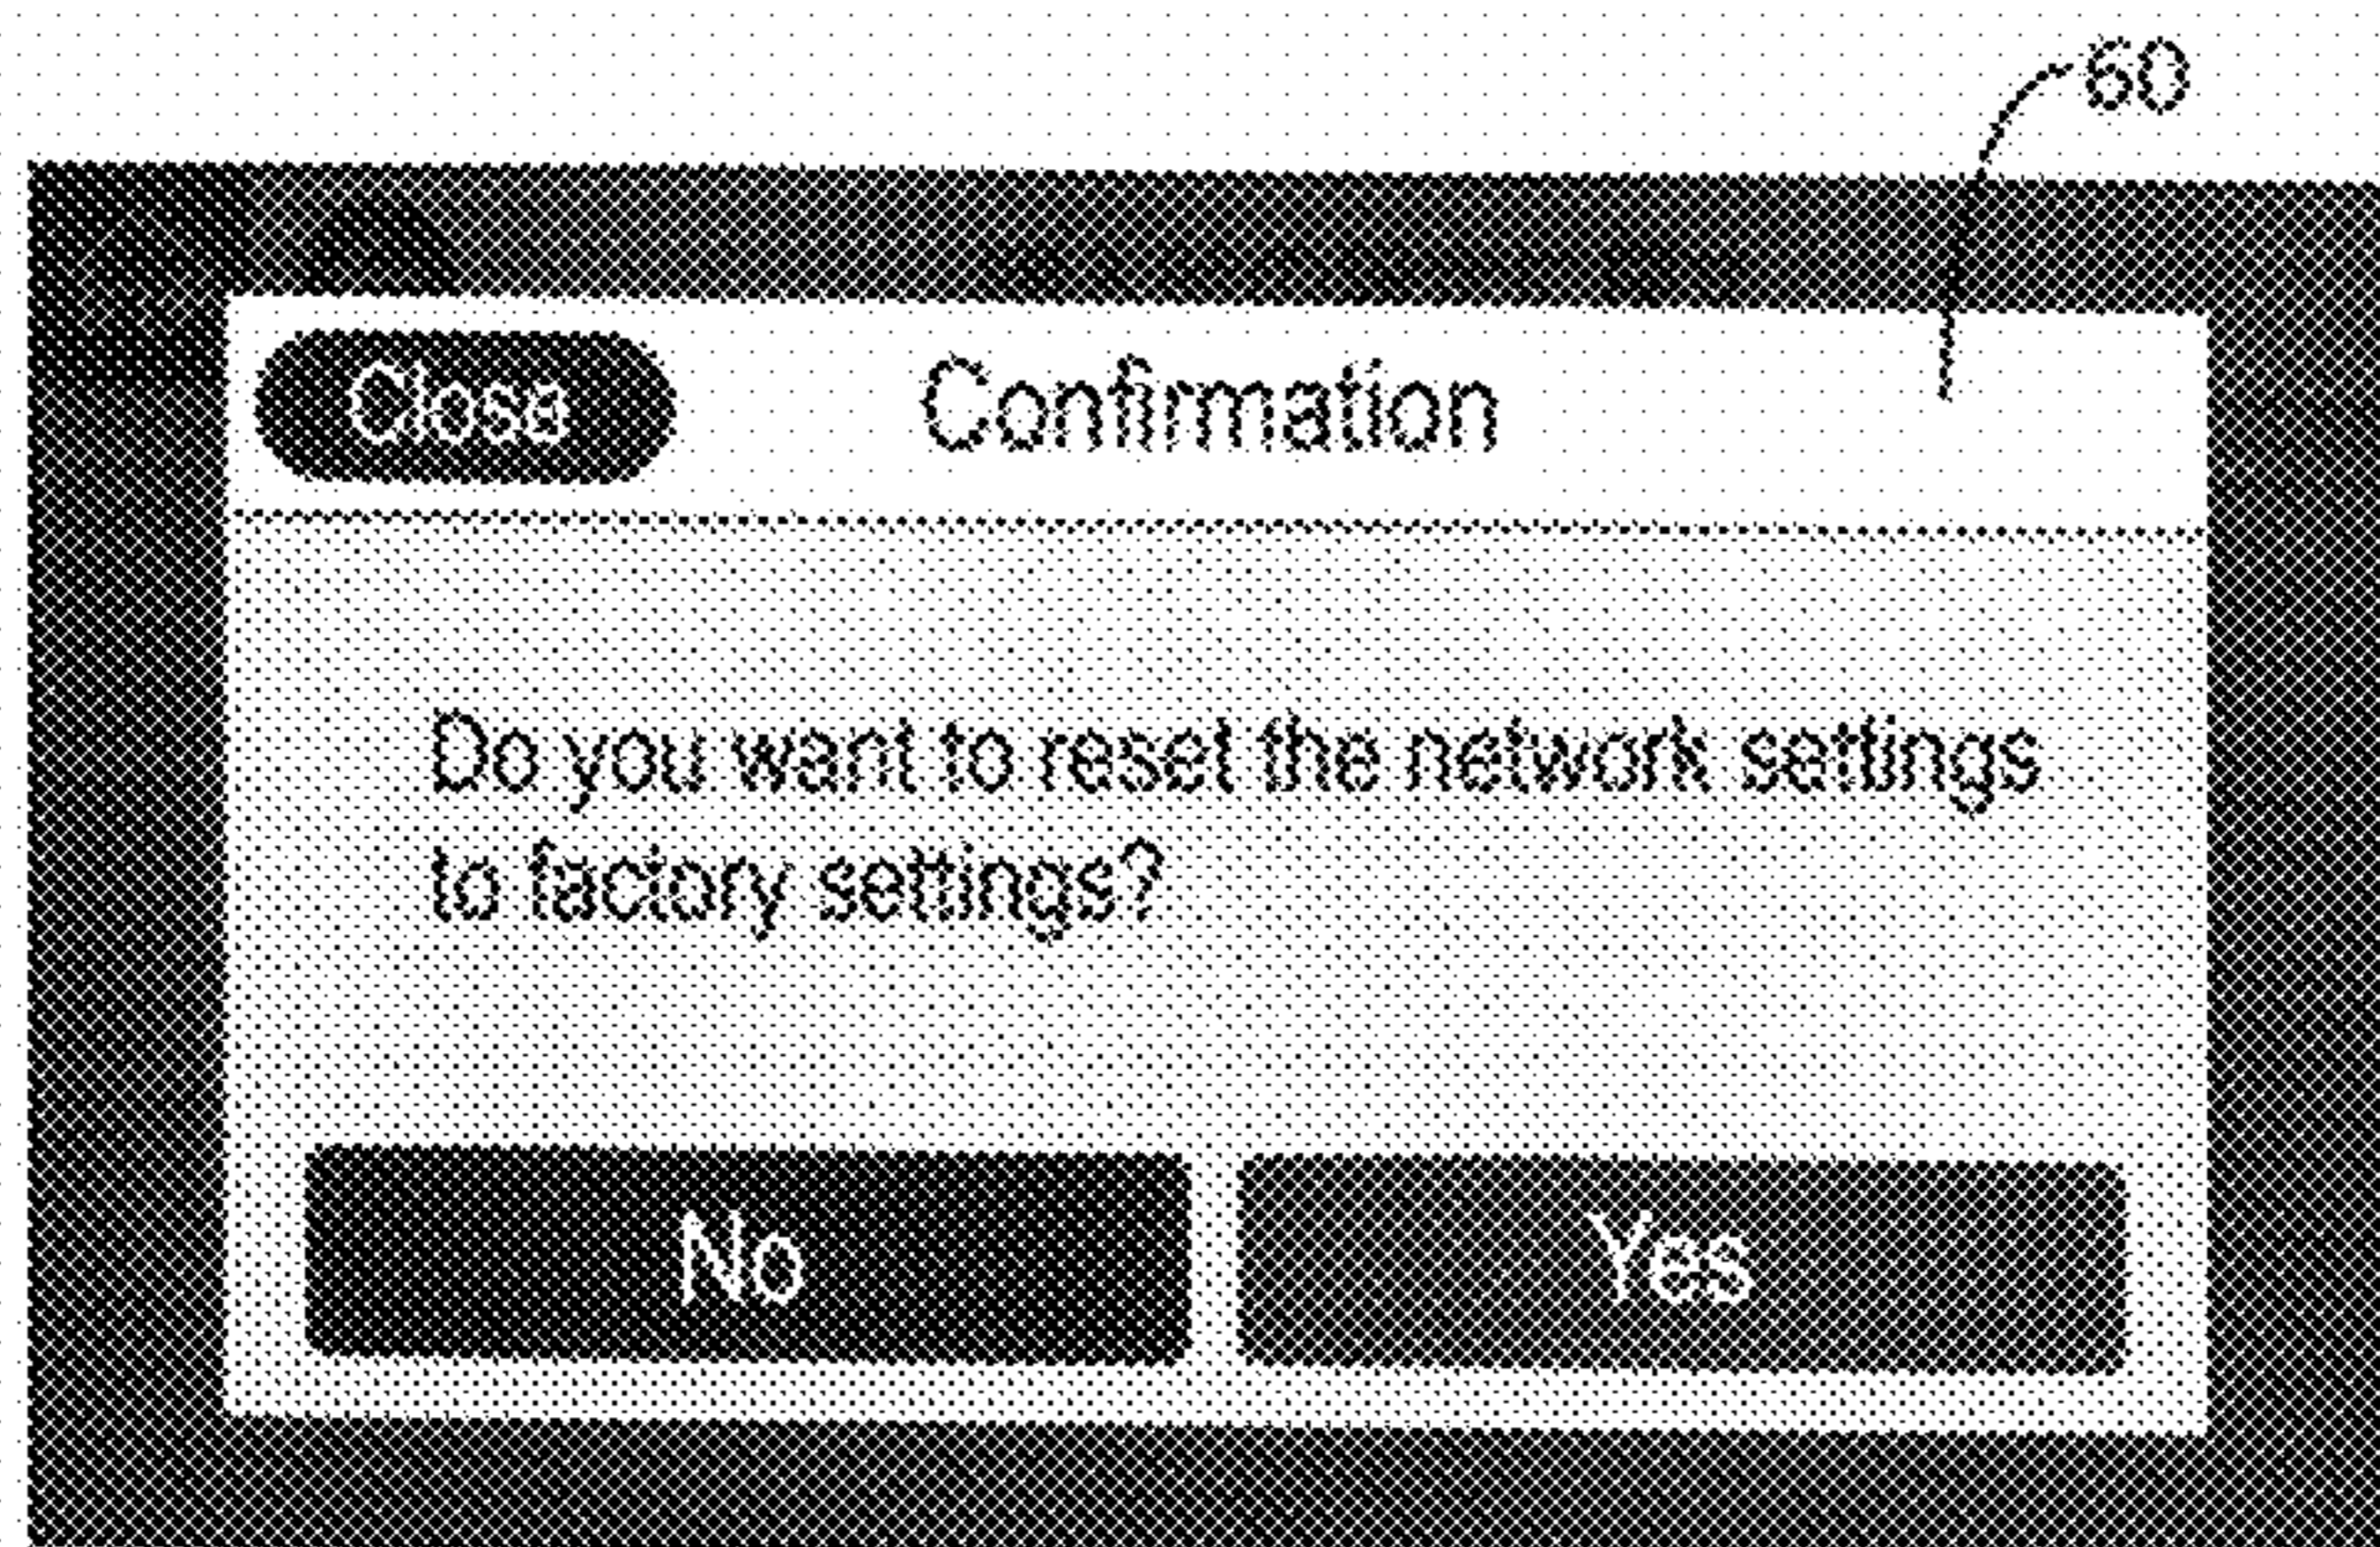 60
Close
Confirmation
Do you want to reset the network settings
to factory settings?
No
Yes